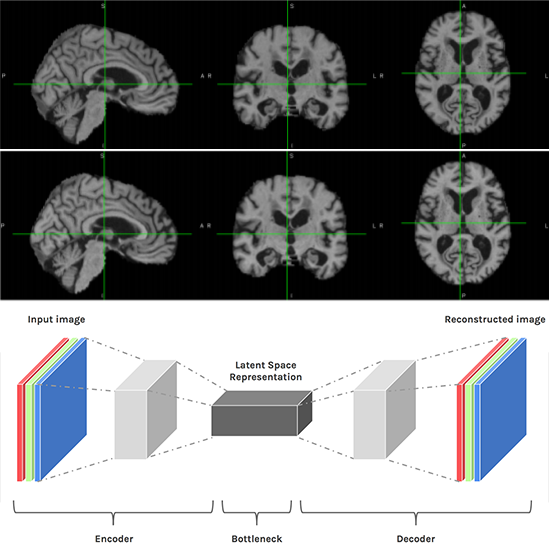 S
S
A
P
A
R
L
R
L
I
I
P
S
S
A
P
A
R
L
R
L
I
I
P
Input image
Reconstructed image
Latent Space
Representation
Encoder
Bottleneck
Decoder